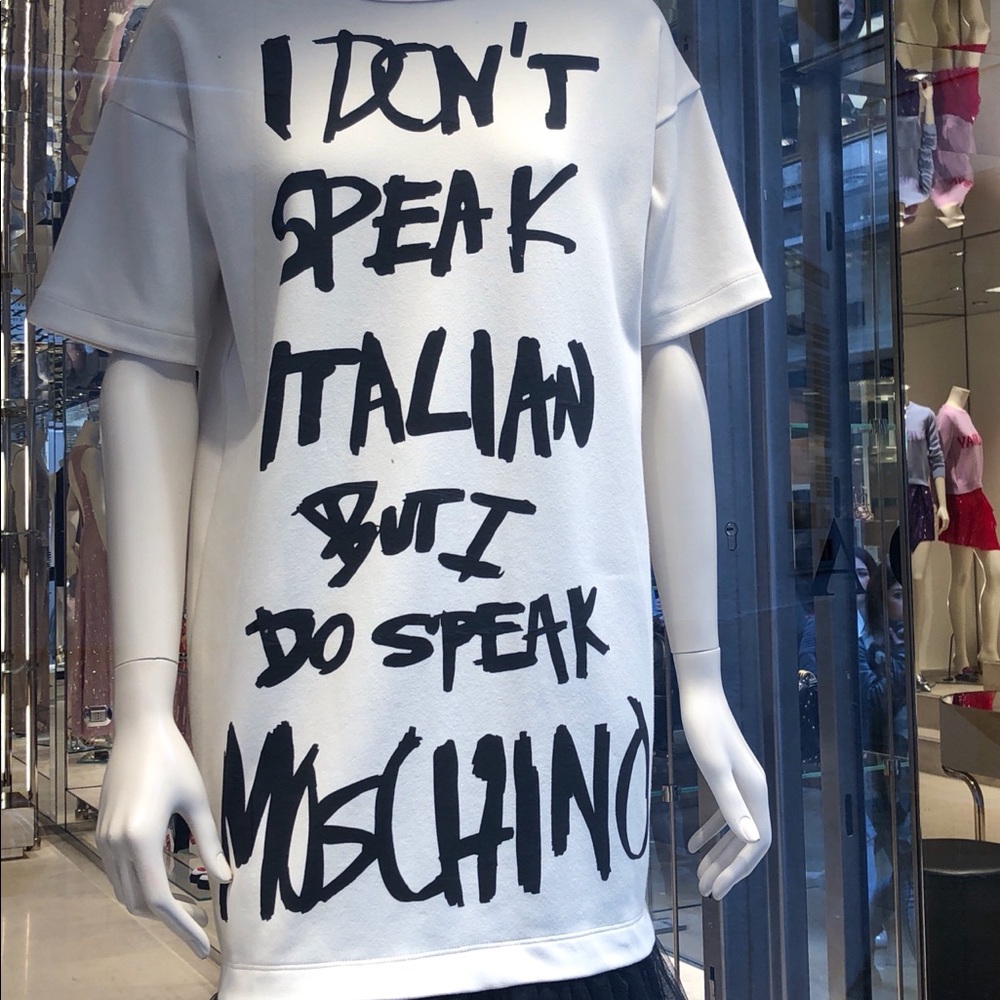 I DON'T
SPEAK
ITALIAN
BUT I
DO SPEAK
MOSCHINO